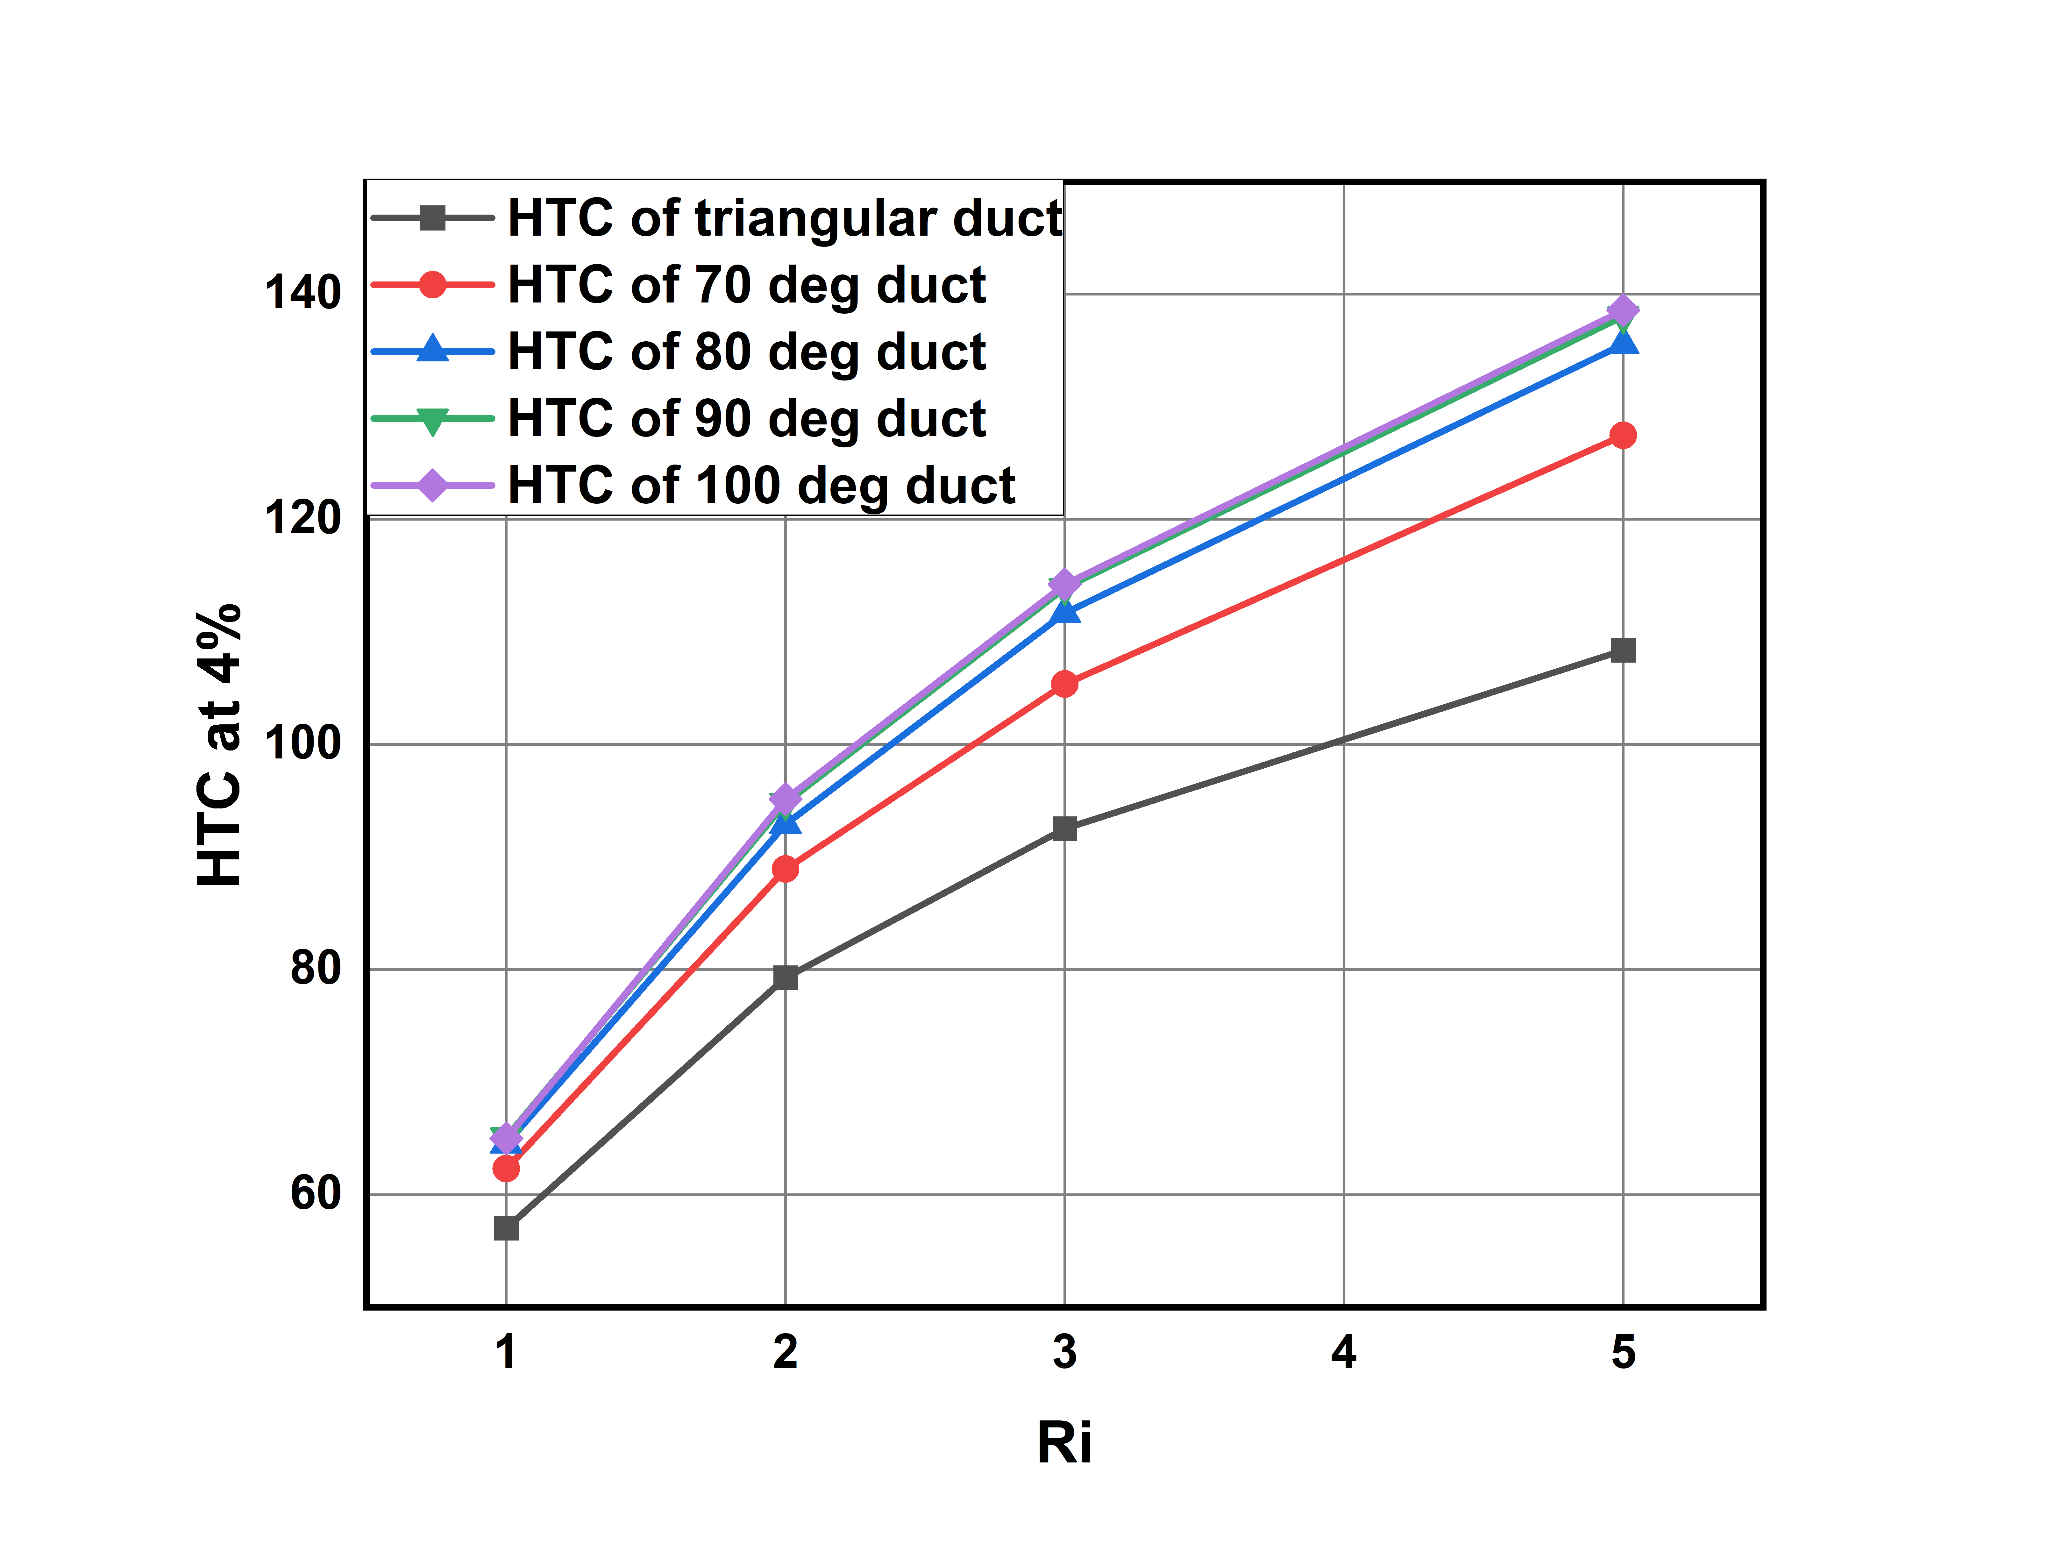 HTC of triangular duct
HTC of 70 deg duct
HTC of 80 deg duct
HTC of 90 deg duct
HTC of 100 deg duct
140
120
100
80
60
HTC at 4%
1 2 3 4 5
Ri